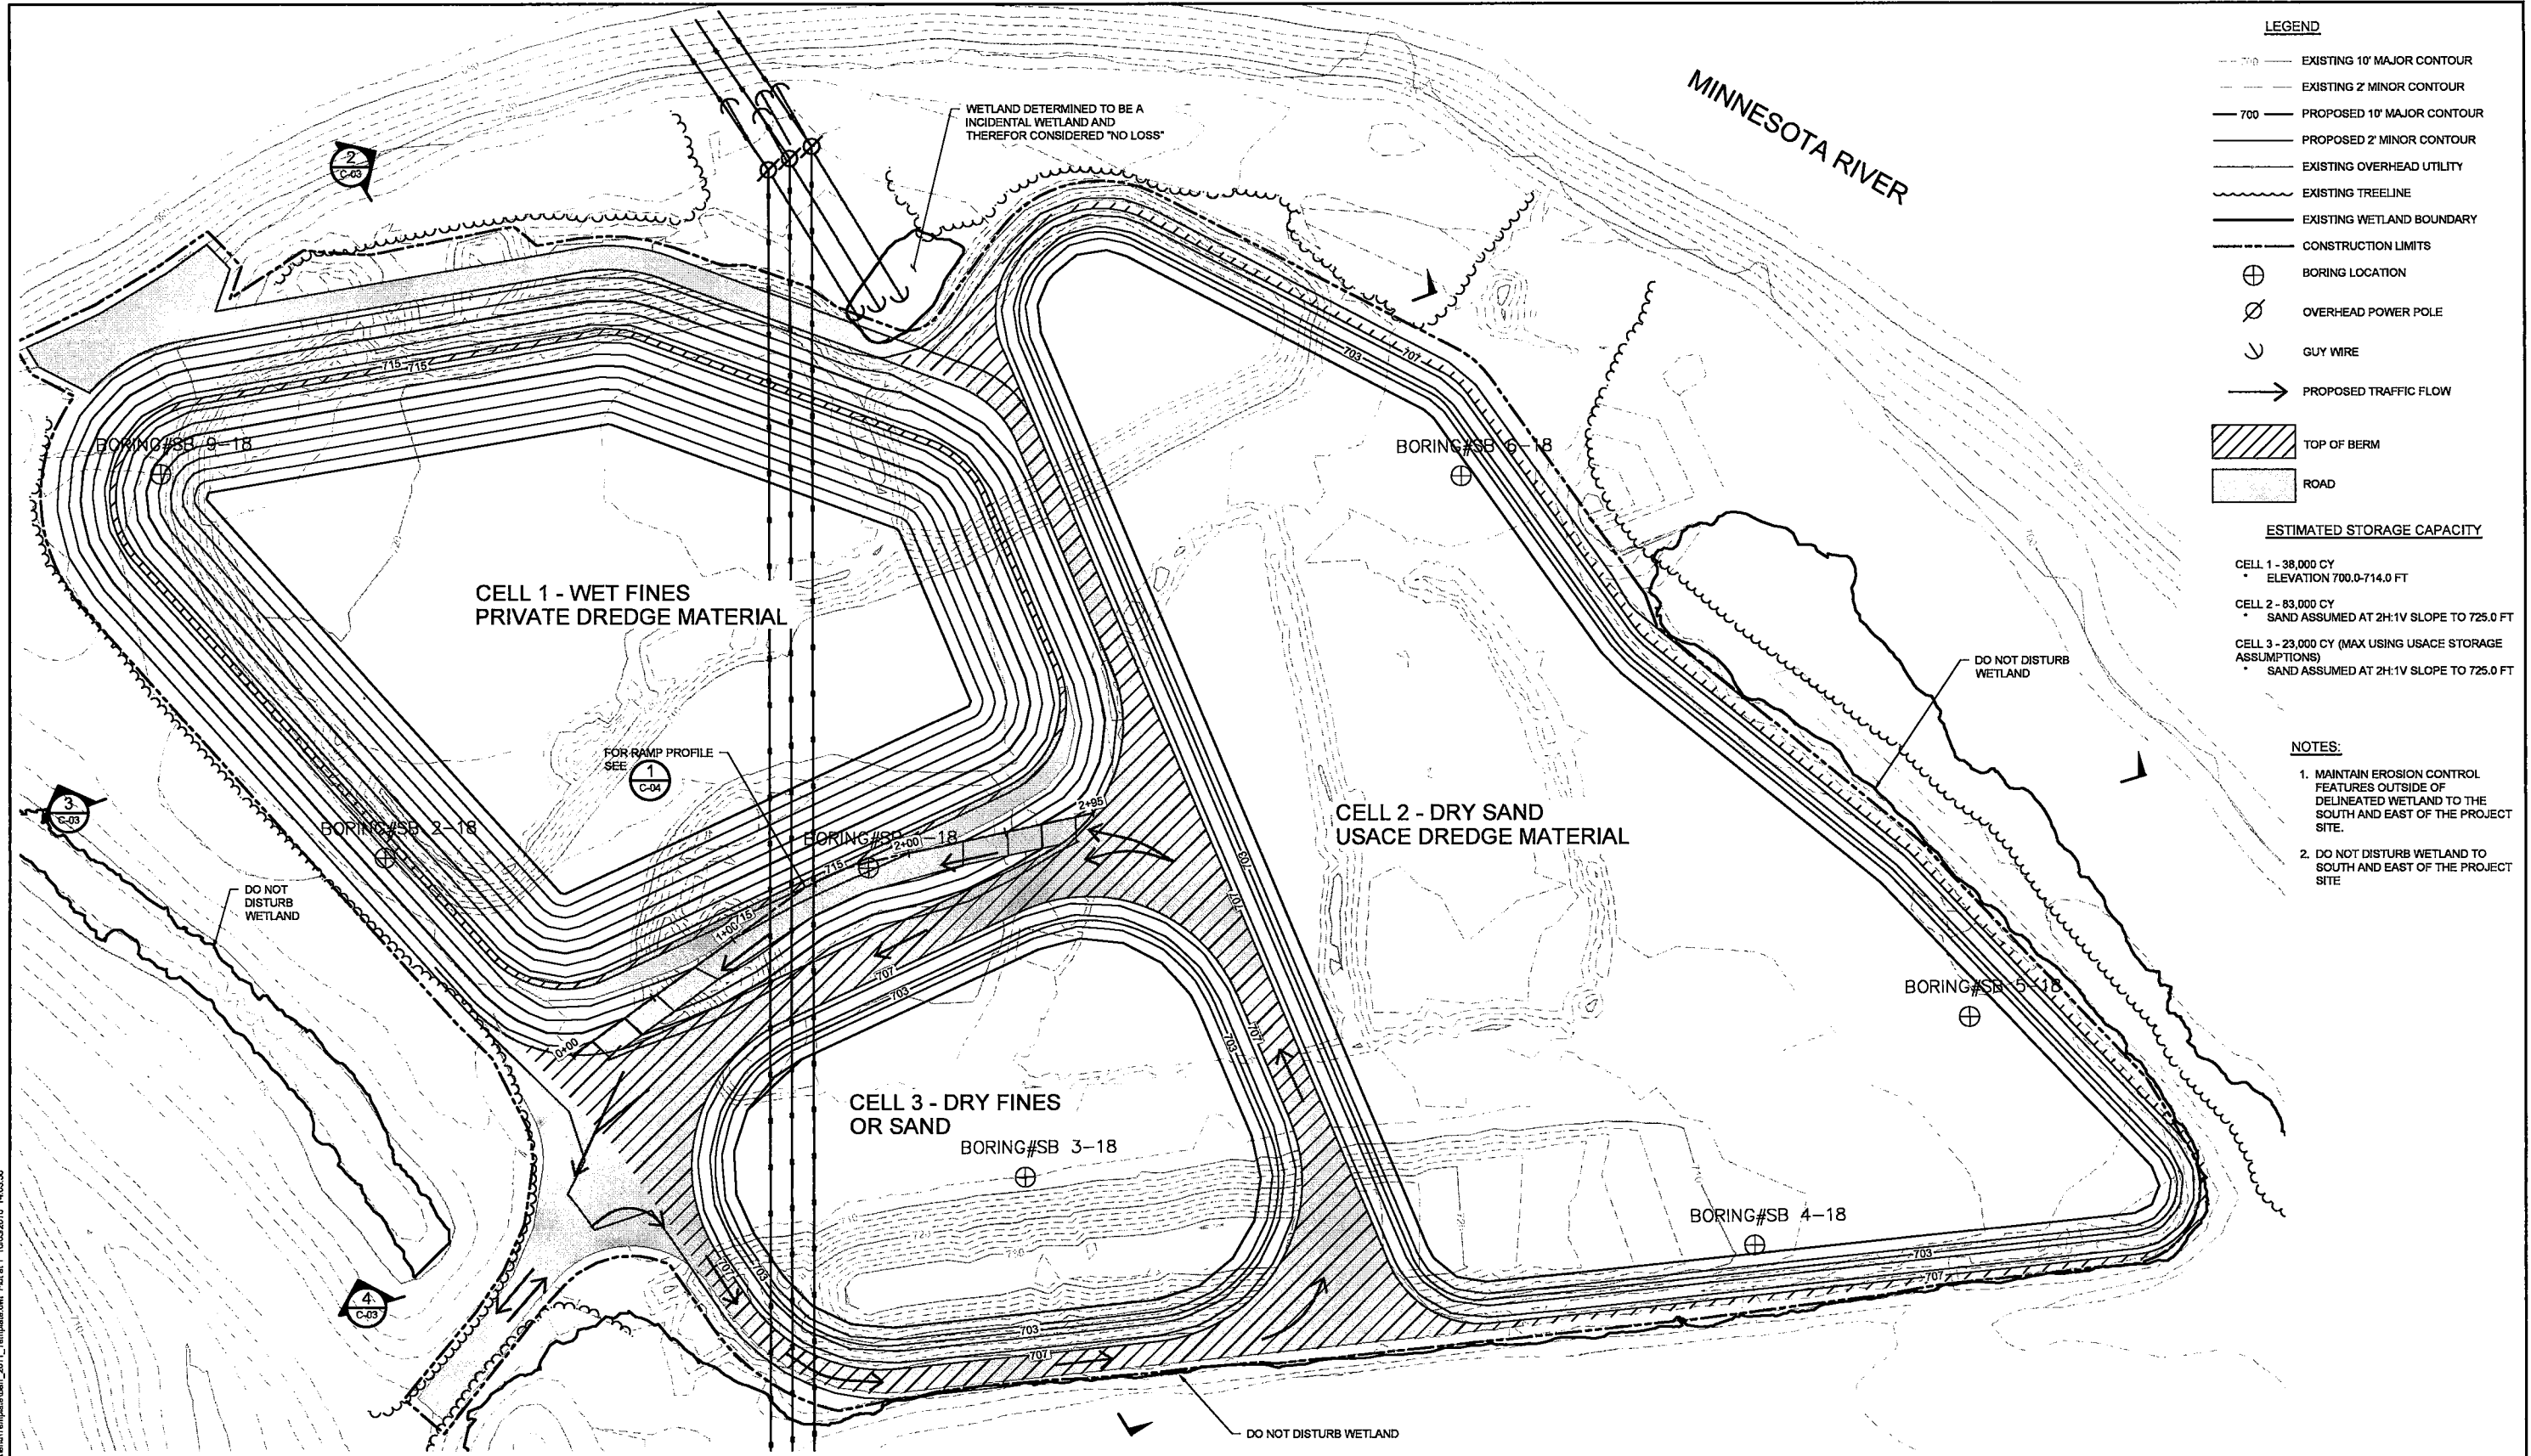 MINNESOTA RIVER
WETLAND DETERMINED TO BE A
INCIDENTAL WETLAND AND
THEREFOR CONSIDERED "NO LOSS"
2
C-03
715
715
703
707
BORING#SB 9-18
BORING#SB 6-18
CELL 1 - WET FINES
PRIVATE DREDGE MATERIAL
DO NOT DISTURB
WETLAND
FOR RAMP PROFILE
SEE
1
C-04
3
C-03
BORING#SB 2-18
2+95
2+00
715
CELL 2 - DRY SAND
USACE DREDGE MATERIAL
703
707
DO NOT
DISTURB
WETLAND
1+00
715
707
703
BORING#SB 5-18
0+00
703
707
CELL 3 - DRY FINES
OR SAND
BORING#SB 3-18
BORING#SB 4-18
710
720
730
703
707
703
707
703
707
4
C-03
DO NOT DISTURB WETLAND
LEGEND
700
EXISTING 10' MAJOR CONTOUR
EXISTING 2' MINOR CONTOUR
700
PROPOSED 10' MAJOR CONTOUR
PROPOSED 2' MINOR CONTOUR
EXISTING OVERHEAD UTILITY
EXISTING TREELINE
EXISTING WETLAND BOUNDARY
CONSTRUCTION LIMITS
BORING LOCATION
OVERHEAD POWER POLE
GUY WIRE
PROPOSED TRAFFIC FLOW
TOP OF BERM
ROAD
ESTIMATED STORAGE CAPACITY
CELL 1 - 38,000 CY
* ELEVATION 700.0-714.0 FT
CELL 2 - 83,000 CY
* SAND ASSUMED AT 2H:1V SLOPE TO 725.0 FT
CELL 3 - 23,000 CY (MAX USING USACE STORAGE
ASSUMPTIONS)
* SAND ASSUMED AT 2H:1V SLOPE TO 725.0 FT
NOTES:
1. MAINTAIN EROSION CONTROL
FEATURES OUTSIDE OF
DELINEATED WETLAND TO THE
SOUTH AND EAST OF THE PROJECT
SITE.
2. DO NOT DISTURB WETLAND TO
SOUTH AND EAST OF THE PROJECT
SITE